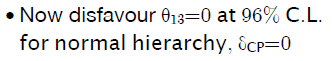 • Now disfavour θ13=0 at 96% C.L.
for normal hierarchy, δCP=0